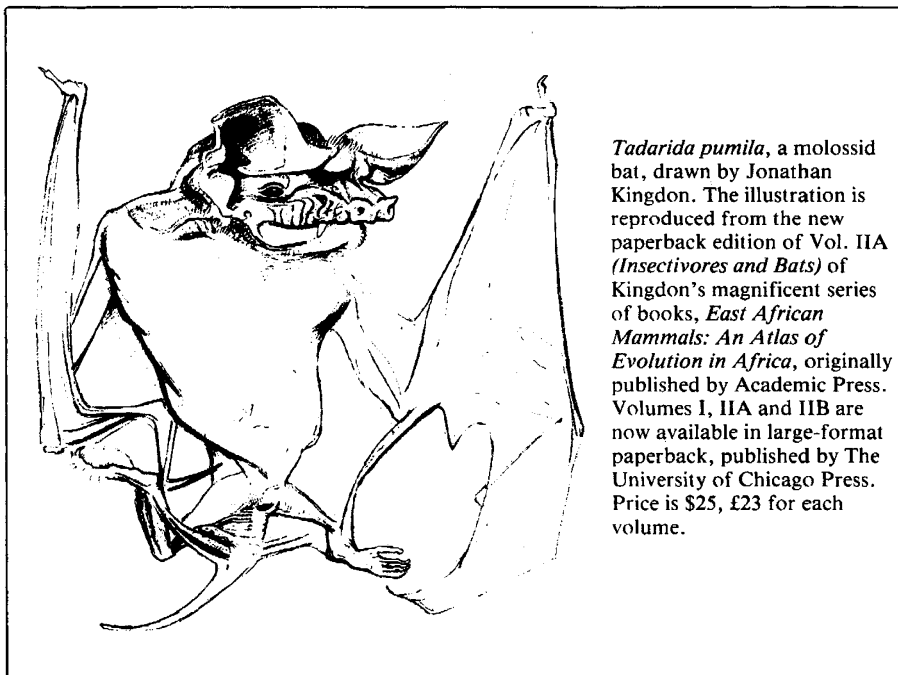 Tadarida pumila, a molossid
bat, drawn by Jonathan
Kingdon. The illustration is
reproduced from the new
paperback edition of Vol. IIA
(Insectivores and Bats) of
Kingdon's magnificent series
of books, East African
Mammals: An Atlas of
Evolution in Africa, originally
published by Academic Press.
Volumes I, IIA and IIB are
now available in large-format
paperback, published by The
University of Chicago Press.
Price is $25, £23 for each
volume.